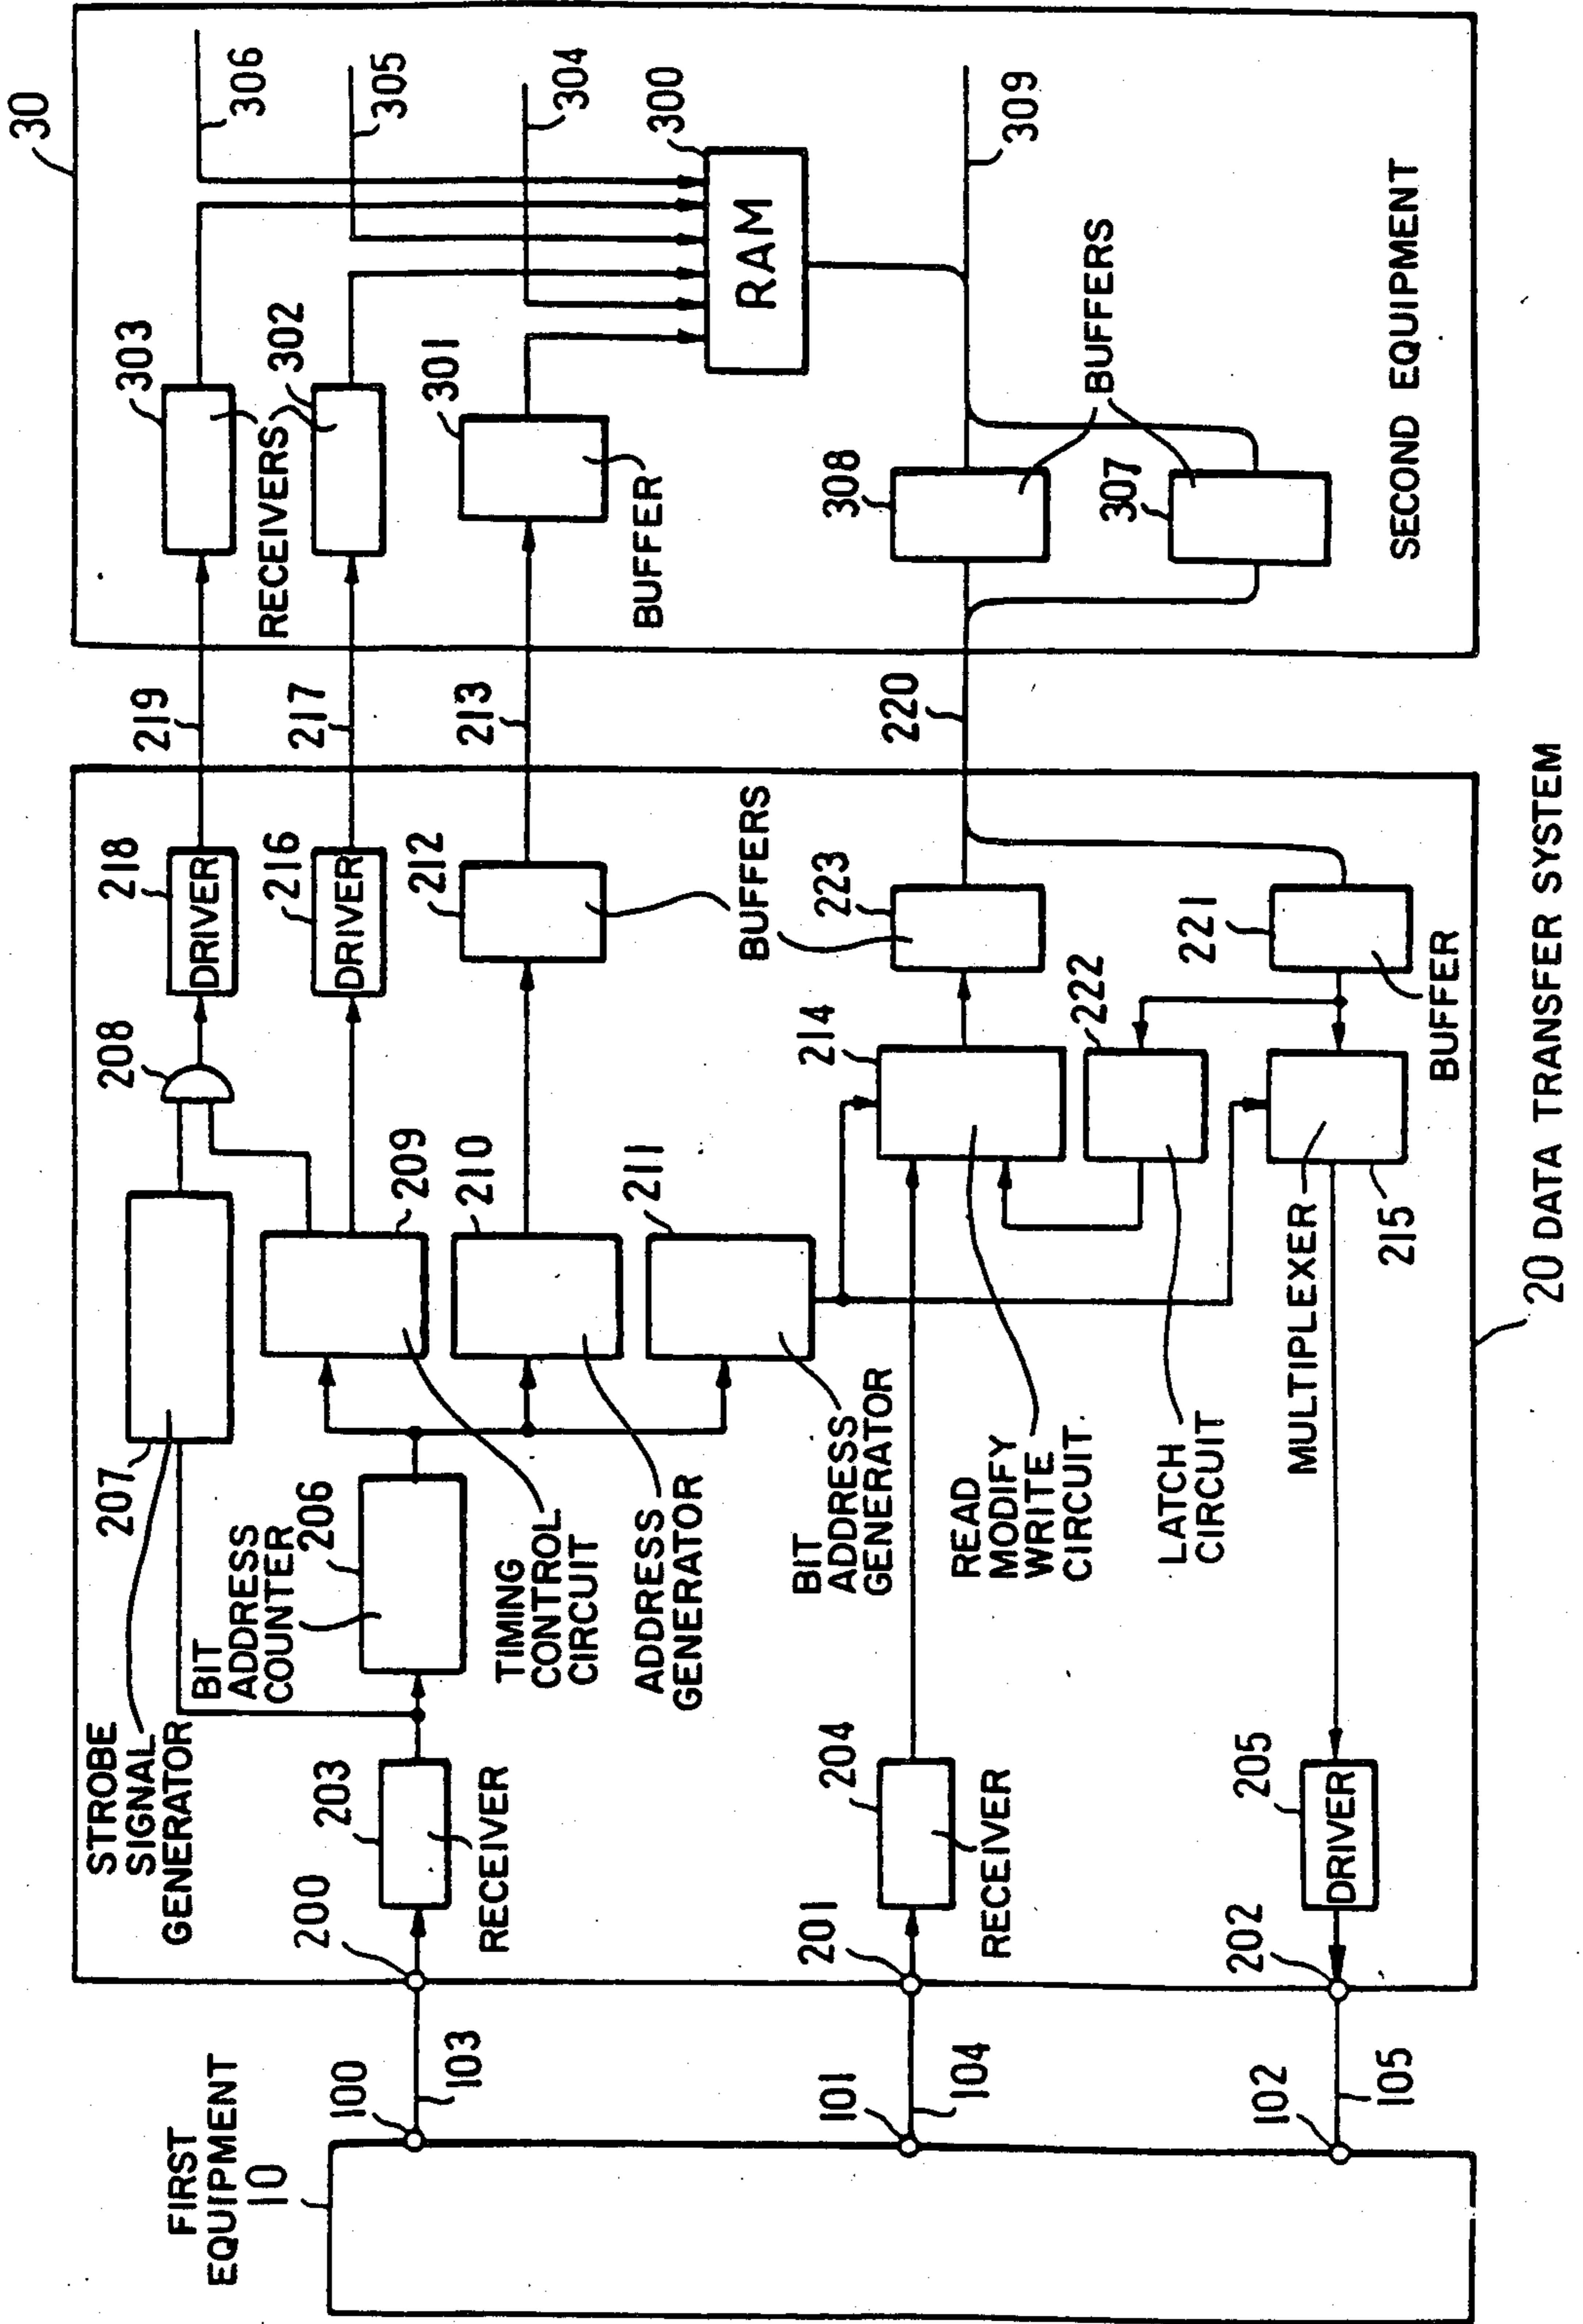 FIRST
EQUIPMENT
10
100
103
101
104
102
105
200
201
202
203
RECEIVER
204
RECEIVER
205
DRIVER
STROBE
SIGNAL
GENERATOR
207
BIT
ADDRESS
COUNTER
206
TIMING
CONTROL
CIRCUIT
209
ADDRESS
GENERATOR
210
BIT
ADDRESS
GENERATOR
211
READ
MODIFY
WRITE
CIRCUIT
214
LATCH
CIRCUIT
222
MULTIPLEXER
215
208
218
DRIVER
216
DRIVER
212
BUFFERS
223
221
BUFFER
20 DATA TRANSFER SYSTEM
219
217
213
220
30
303
RECEIVERS
302
301
BUFFER
306
305
304
300
RAM
309
308
307
BUFFERS
SECOND EQUIPMENT